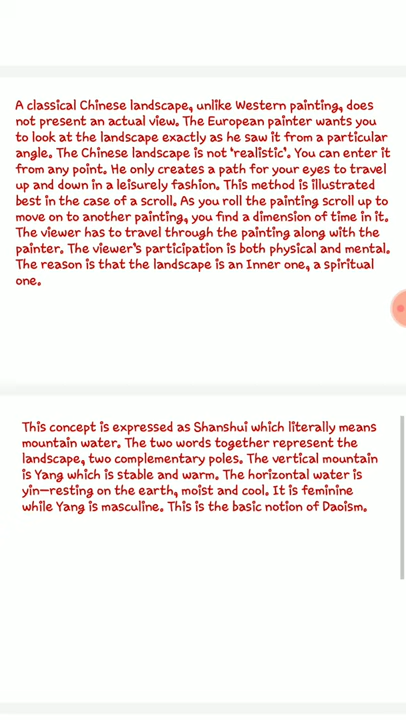 A classical Chinese landscape, unlike Western painting, does
not present an actual view. The European painter wants you
to look at the landscape exactly as he saw it from a particular
angle. The Chinese landscape is not ‘realistic’. You can enter it
from any point. He only creates a path for your eyes to travel
up and down in a leisurely fashion. This method is illustrated
best in the case of a scroll. As you roll the painting scroll up to
move on to another painting, you find a dimension of time in it.
The viewer has to travel through the painting along with the
painter. The viewer’s participation is both physical and mental.
The reason is that the landscape is an Inner one, a spiritual
one.
This concept is expressed as Shanshui which literally means
mountain water. The two words together represent the
landscape, two complementary poles. The vertical mountain
is Yang which is stable and warm. The horizontal water is
yin—resting on the earth, moist and cool. It is feminine
while Yang is masculine. This is the basic notion of Daoism.